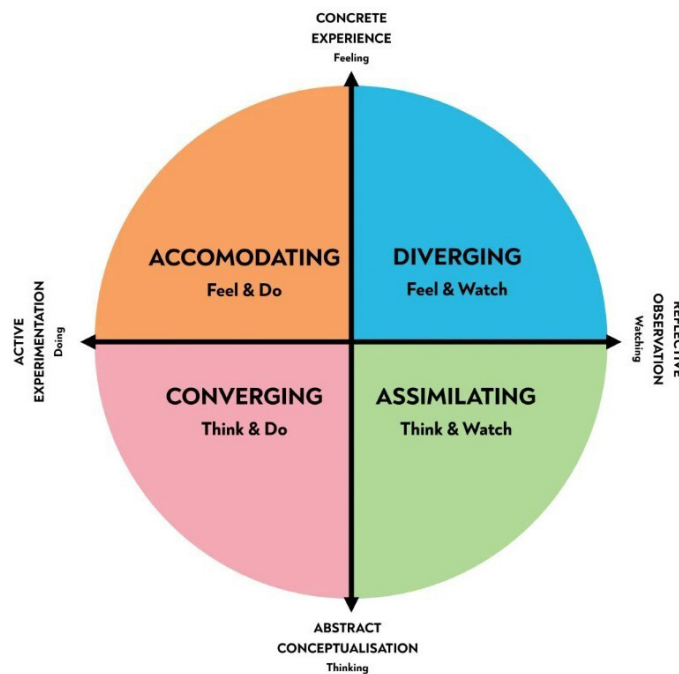 CONCRETE
EXPERIENCE
Feeling
ACCOMODATING
Feel & Do
DIVERGING
Feel & Watch
ACTIVE
EXPERIMENTATION
Doing
REFLECTIVE
OBSERVATION
Watching
CONVERGING
Think & Do
ASSIMILATING
Think & Watch
ABSTRACT
CONCEPTUALISATION
Thinking